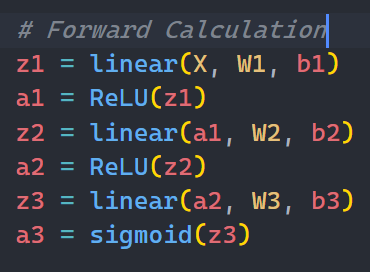 # Forward Calculation
z1 = linear(X, W1, b1)
a1 = ReLU(z1)
z2 = linear(a1, W2, b2)
a2 = ReLU(z2)
z3 = linear(a2, W3, b3)
a3 = sigmoid(z3)